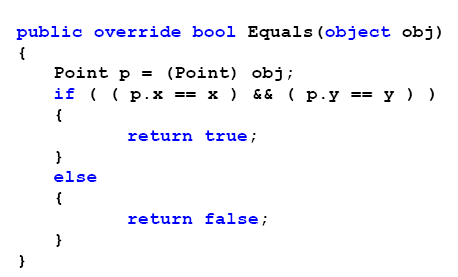 public override bool Equals(object obj)
{
Point p = (Point) obj;
if ( ( p.x == x ) && ( p.y == y ) )
{
return true;
}
else
{
return false;
}
}